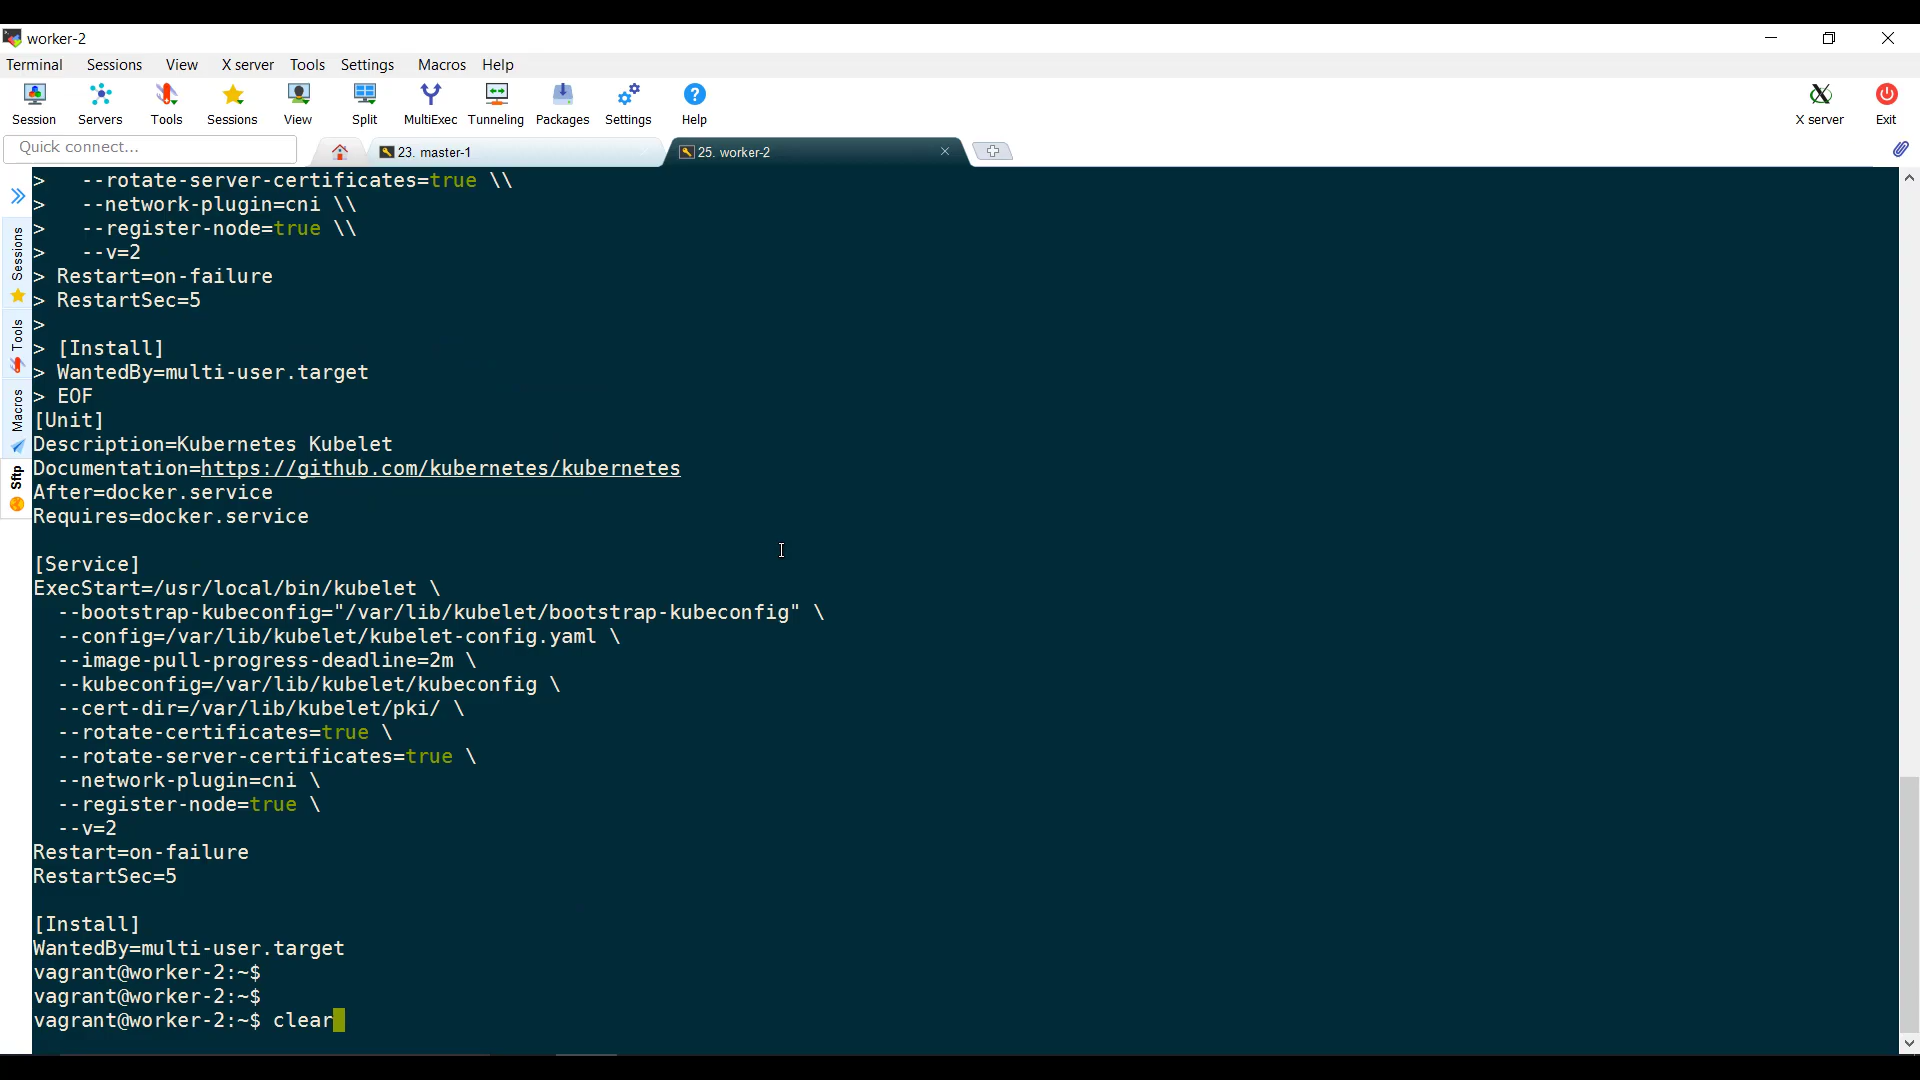 worker-2
Terminal Sessions View X server Tools Settings Macros Help
Session Servers Tools Sessions View Split MultiExec Tunneling Packages Settings Help X server Exit
Quick connect... 23. master-1 25. worker-2
Sessions
Tools
Macros
Sftp
>   --rotate-server-certificates=true \\
>   --network-plugin=cni \\
>   --register-node=true \\
>   --v=2
> Restart=on-failure
> RestartSec=5
>
> [Install]
> WantedBy=multi-user.target
> EOF
[Unit]
Description=Kubernetes Kubelet
Documentation=https://github.com/kubernetes/kubernetes
After=docker.service
Requires=docker.service
[Service]
ExecStart=/usr/local/bin/kubelet \
  --bootstrap-kubeconfig="/var/lib/kubelet/bootstrap-kubeconfig" \
  --config=/var/lib/kubelet/kubelet-config.yaml \
  --image-pull-progress-deadline=2m \
  --kubeconfig=/var/lib/kubelet/kubeconfig \
  --cert-dir=/var/lib/kubelet/pki/ \
  --rotate-certificates=true \
  --rotate-server-certificates=true \
  --network-plugin=cni \
  --register-node=true \
  --v=2
Restart=on-failure
RestartSec=5
[Install]
WantedBy=multi-user.target
vagrant@worker-2:~$
vagrant@worker-2:~$
vagrant@worker-2:~$ clear